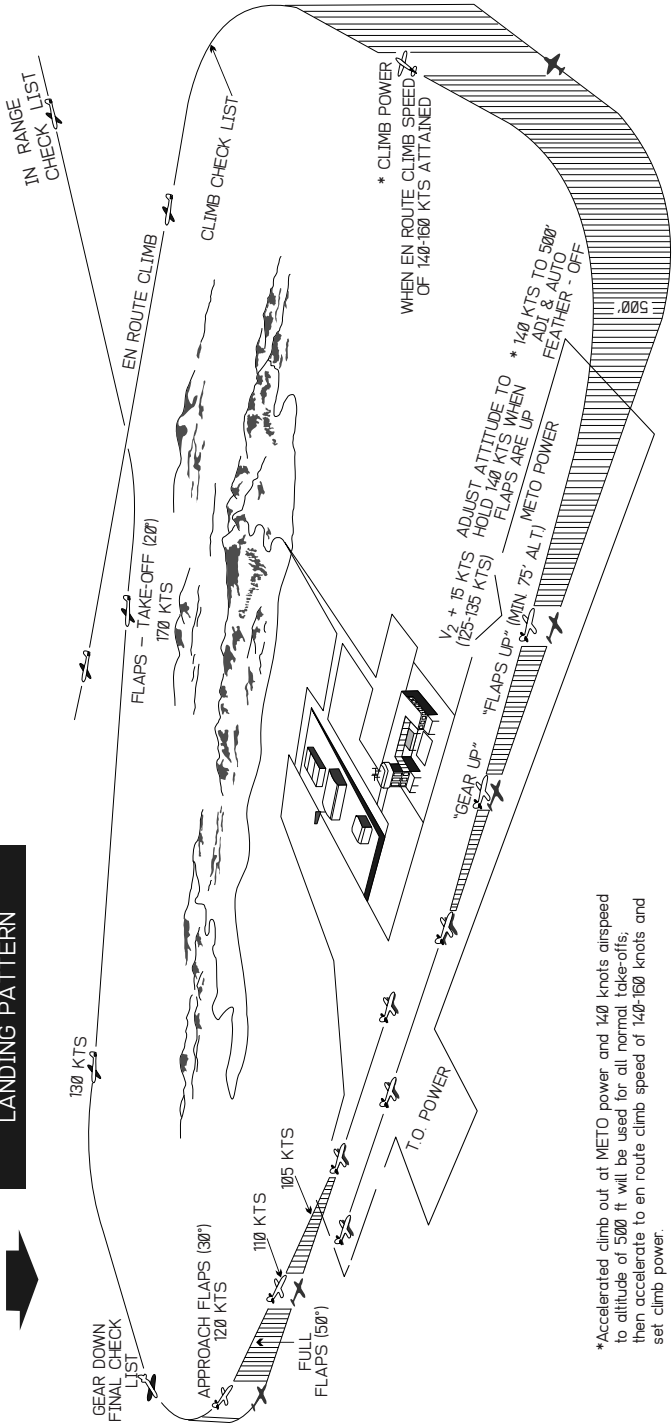 LANDING PATTERN
IN RANGE
CHECK LIST
EN ROUTE CLIMB
CLIMB CHECK LIST
FLAPS – TAKE-OFF (20°)
170 KTS
130 KTS
GEAR DOWN
FINAL CHECK
LIST
APPROACH FLAPS (30°)
120 KTS
FULL
FLAPS (50°)
110 KTS
105 KTS
T.O. POWER
"GEAR UP"
"FLAPS UP" (MIN. 75' ALT.)
METO POWER
V2 + 15 KTS
(125-135 KTS)
ADJUST ATTITUDE TO
HOLD 140 KTS WHEN
FLAPS ARE UP
* 140 KTS TO 500'
ADI & AUTO
FEATHER - OFF
500'
* CLIMB POWER
WHEN EN ROUTE CLIMB SPEED
OF 140-160 KTS ATTAINED
*Accelerated climb out at METO power and 140 knots airspeed
to altitude of 500 ft will be used for all normal take-offs;
then accelerate to en route climb speed of 140-160 knots and
set climb power.